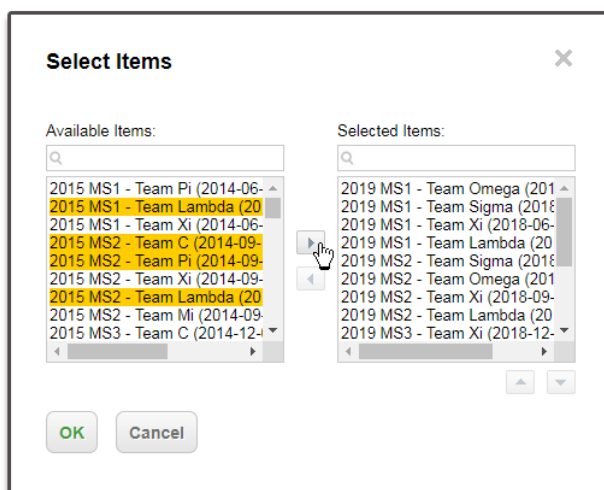 Select Items
Available Items:
Selected Items:
2015 MS1 - Team Pi (2014-06-
2015 MS1 - Team Lambda (20
2015 MS1 - Team Xi (2014-06-
2015 MS2 - Team C (2014-09-
2015 MS2 - Team Pi (2014-09-
2015 MS2 - Team Xi (2014-09-
2015 MS2 - Team Lambda (20
2015 MS2 - Team Mi (2014-09-
2015 MS3 - Team C (2014-12-
2019 MS1 - Team Omega (201
2019 MS1 - Team Sigma (2018
2019 MS1 - Team Xi (2018-06-
2019 MS1 - Team Lambda (20
2019 MS2 - Team Sigma (2018
2019 MS2 - Team Omega (201
2019 MS2 - Team Xi (2018-09-
2019 MS2 - Team Lambda (20
2019 MS3 - Team Xi (2018-12-
OK
Cancel